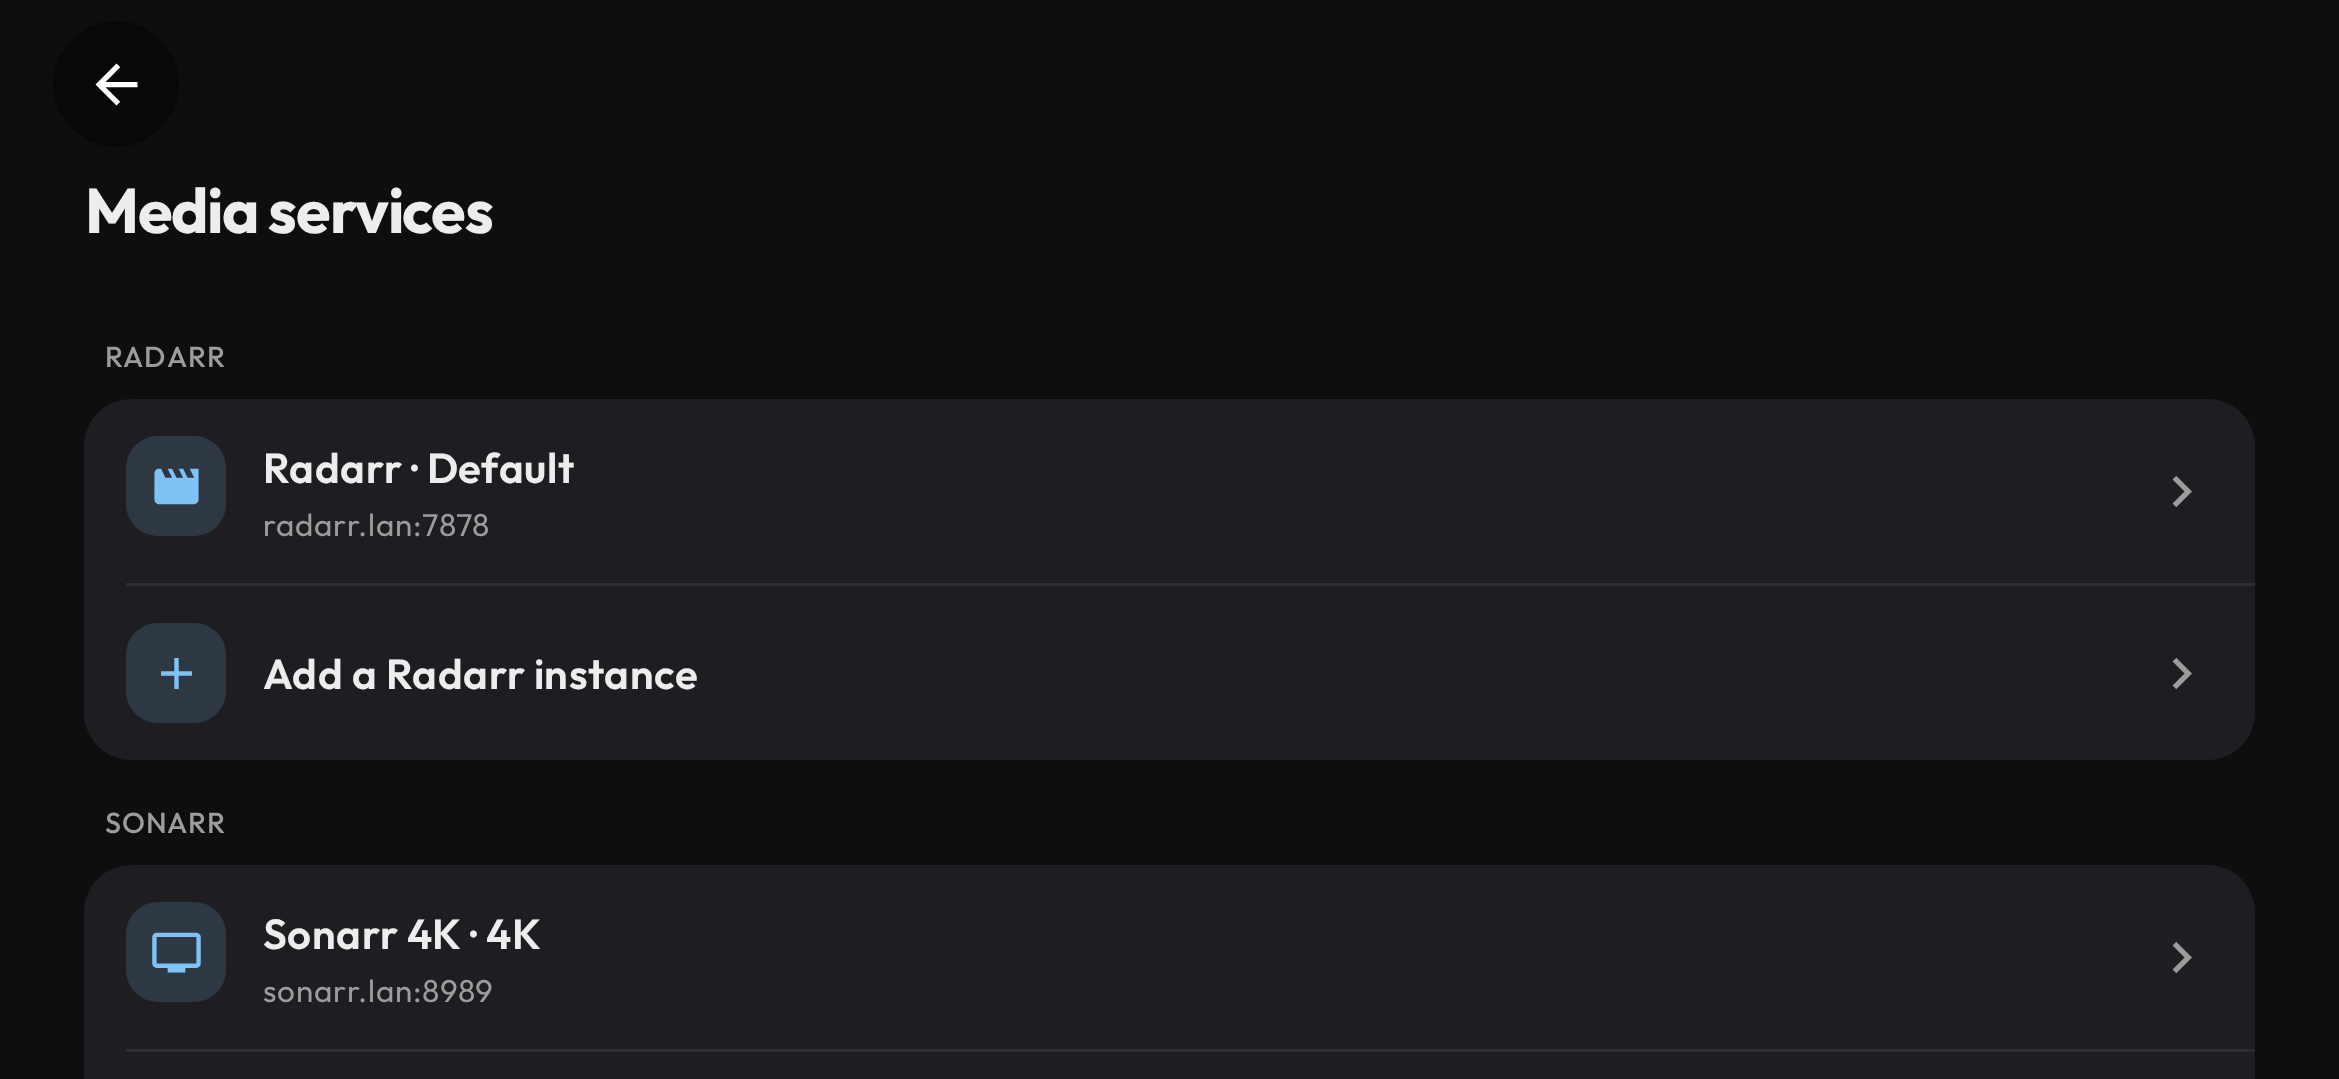 Media services
RADARR
Radarr · Default
radarr.lan:7878
Add a Radarr instance
SONARR
Sonarr 4K · 4K
sonarr.lan:8989